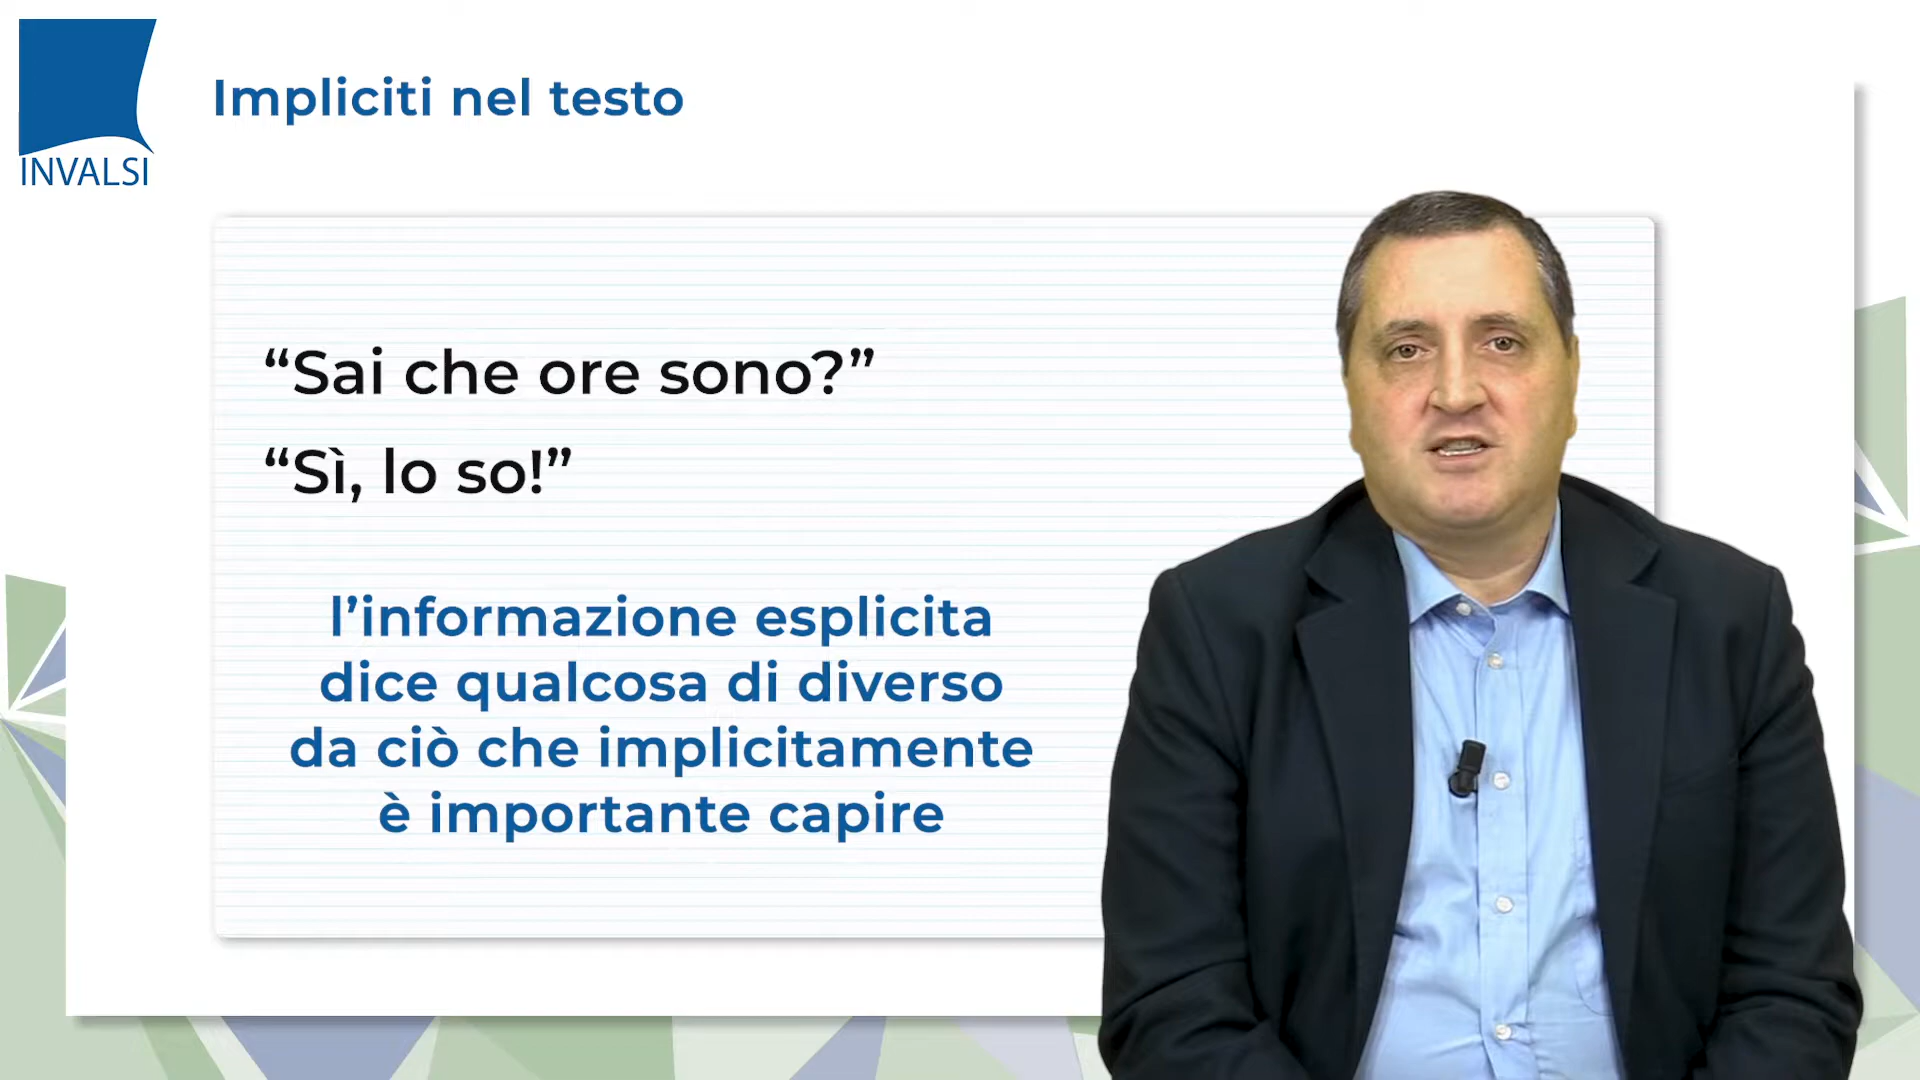 INVALSI
Impliciti nel testo
“Sai che ore sono?”
“Sì, lo so!”
l’informazione esplicita
dice qualcosa di diverso
da ciò che implicitamente
è importante capire